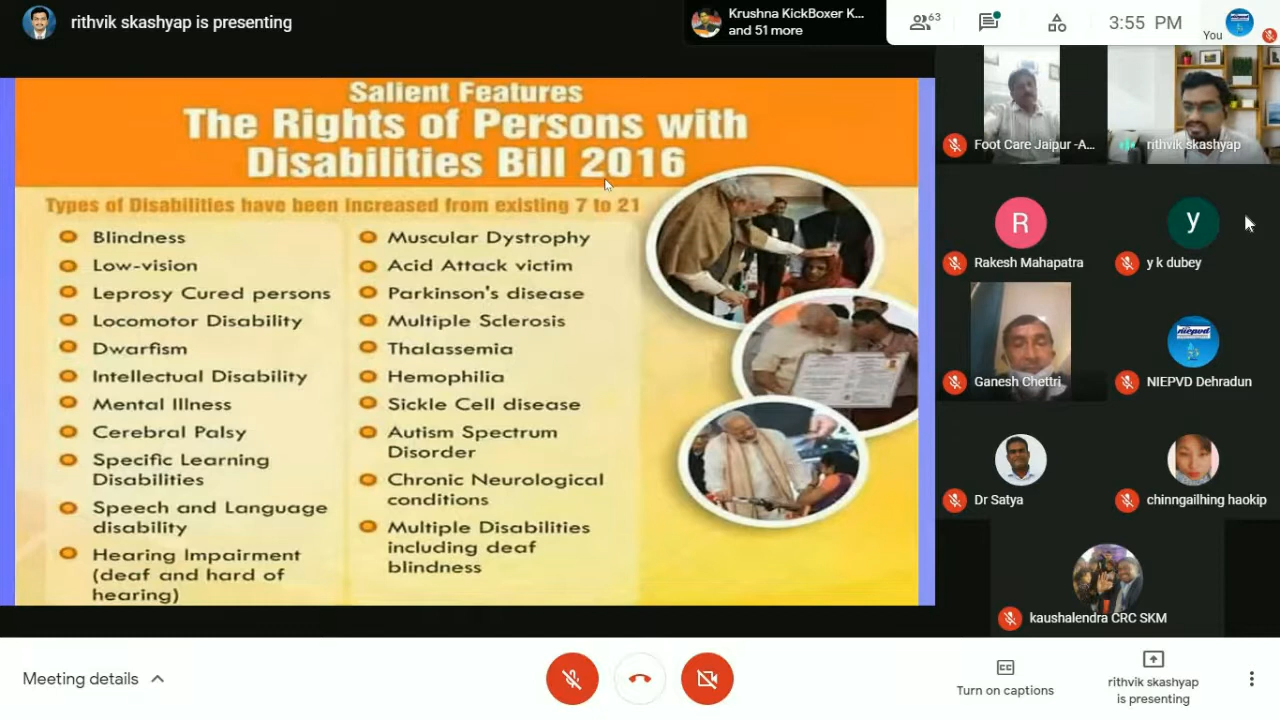 rithvik skashyap is presenting
Krushna KickBoxer K...
and 51 more
63
3:55 PM
You
Salient Features
The Rights of Persons with
Disabilities Bill 2016
Types of Disabilities have been increased from existing 7 to 21
Blindness
Low-vision
Leprosy Cured persons
Locomotor Disability
Dwarfism
Intellectual Disability
Mental Illness
Cerebral Palsy
Specific Learning
Disabilities
Speech and Language
disability
Hearing Impairment
(deaf and hard of
hearing)
Muscular Dystrophy
Acid Attack victim
Parkinson's disease
Multiple Sclerosis
Thalassemia
Hemophilia
Sickle Cell disease
Autism Spectrum
Disorder
Chronic Neurological
conditions
Multiple Disabilities
including deaf
blindness
Foot Care Jaipur -A...
rithvik skashyap
R
Rakesh Mahapatra
y
y k dubey
Ganesh Chettri
niepvd
NIEPVD Dehradun
Dr Satya
chinngailhing haokip
kaushalendra CRC SKM
Meeting details
CC
Turn on captions
rithvik skashyap
is presenting